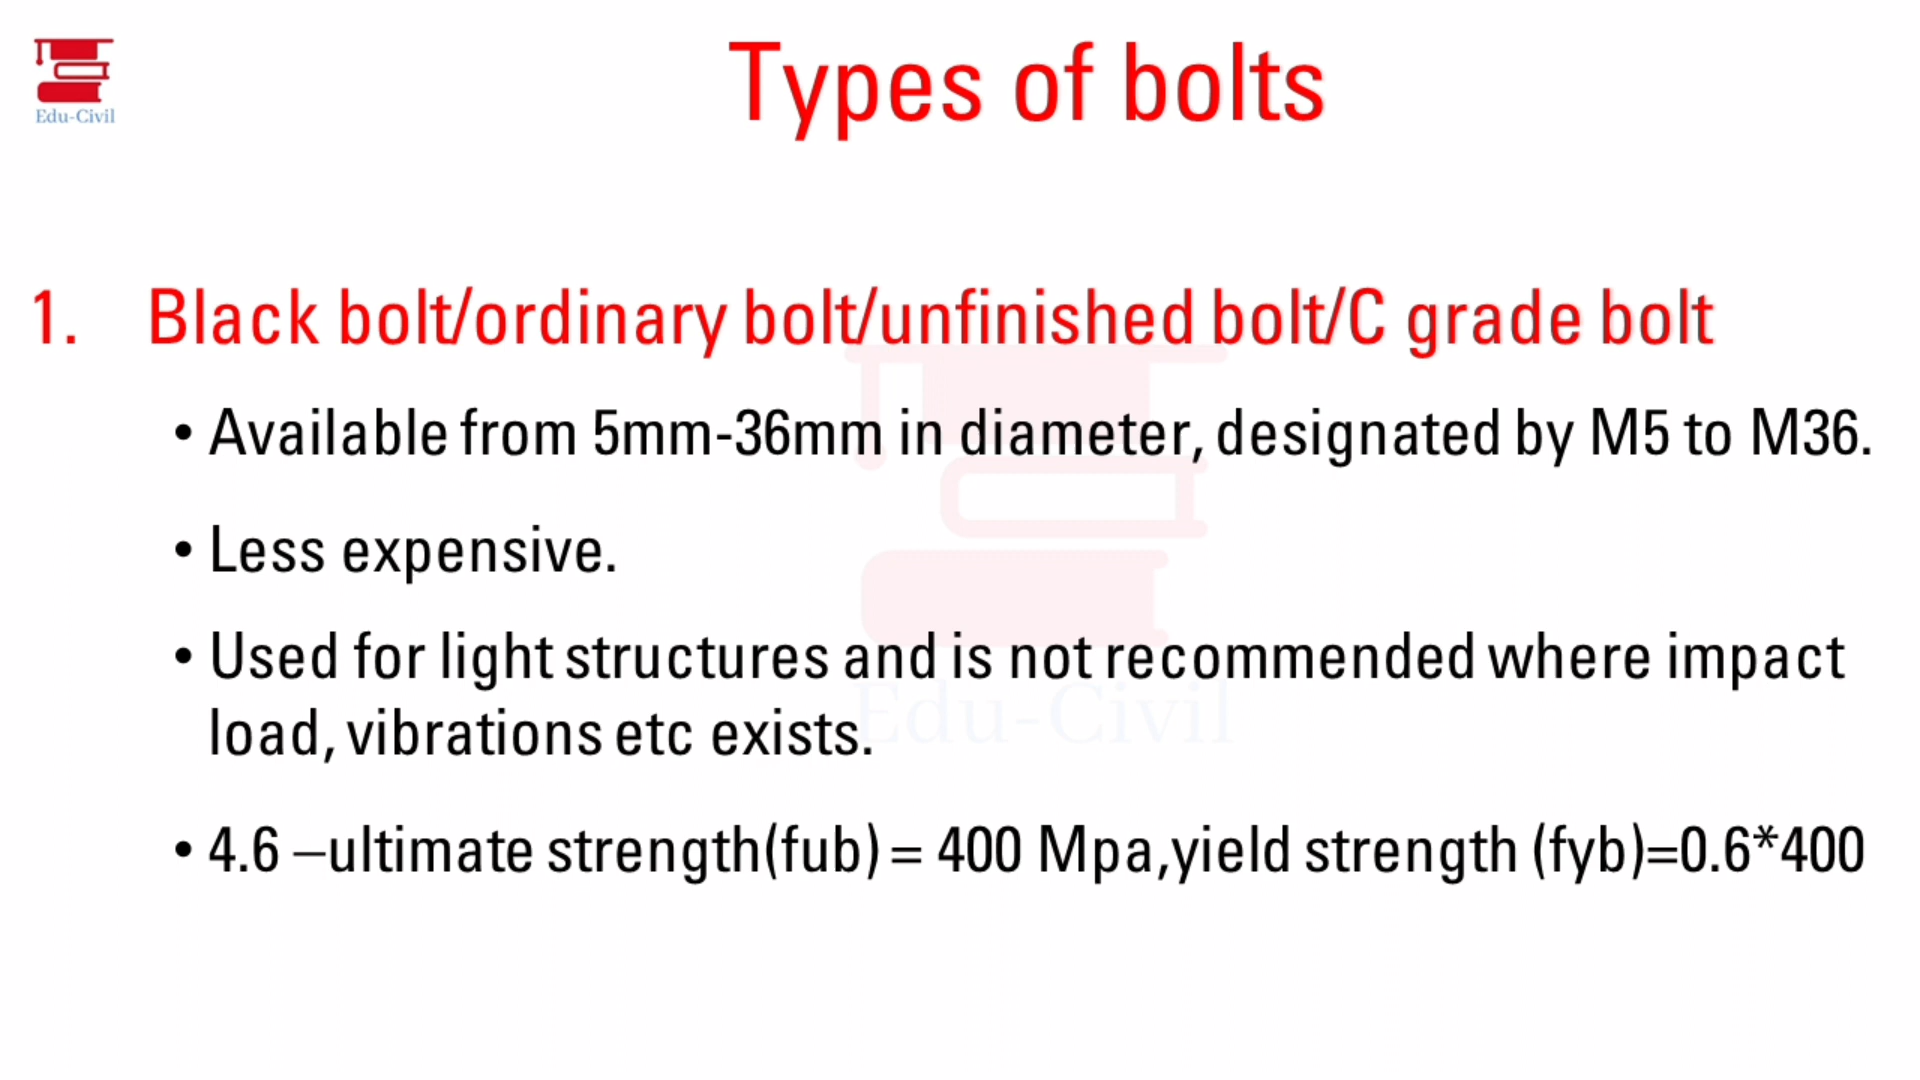 Edu-Civil
Types of bolts
1. Black bolt/ordinary bolt/unfinished bolt/C grade bolt
• Available from 5mm-36mm in diameter, designated by M5 to M36.
• Less expensive.
• Used for light structures and is not recommended where impact
load, vibrations etc exists.
Edu-Civil
• 4.6 –ultimate strength(fub) = 400 Mpa,yield strength (fyb)=0.6*400